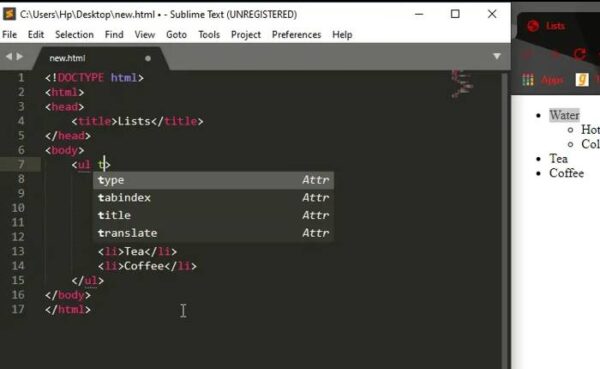 C:\Users\Hp\Desktop\new.html • - Sublime Text (UNREGISTERED)
File Edit Selection Find View Goto Tools Project Preferences Help
new.html
1 <!DOCTYPE html>
2 <html>
3 <head>
4 <title>Lists</title>
5 </head>
6 <body>
7 <ul t>
8 type Attr
9 tabindex Attr
10 title Attr
11
12 translate Attr
13 <li>Tea</li>
14 <li>Coffee</li>
15 </ul>
16 </body>
17 </html>
Lists
Apps g
Water
Hot
Col
Tea
Coffee